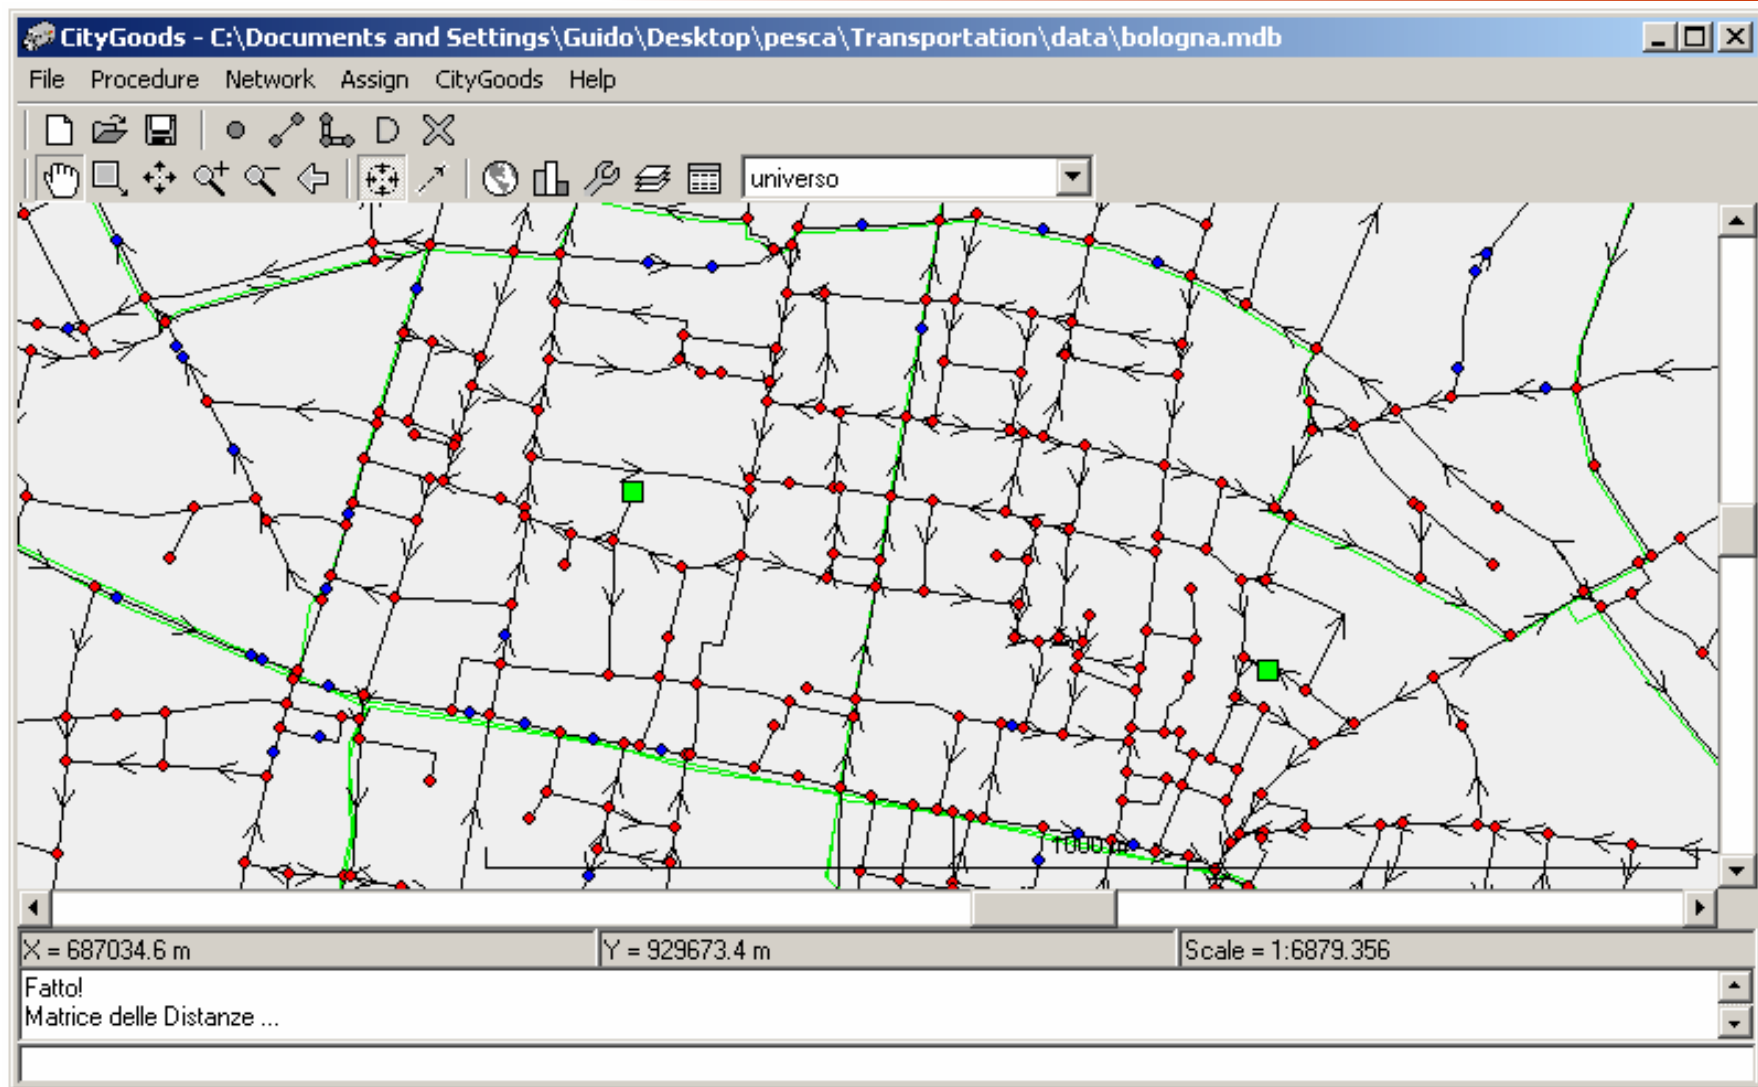 CityGoods - C:\Documents and Settings\Guido\Desktop\pesca\Transportation\data\bologna.mdb
File Procedure Network Assign CityGoods Help
D
universo
1000
X = 687034.6 m
Y = 929673.4 m
Scale = 1:6879.356
Fatto!
Matrice delle Distanze ...